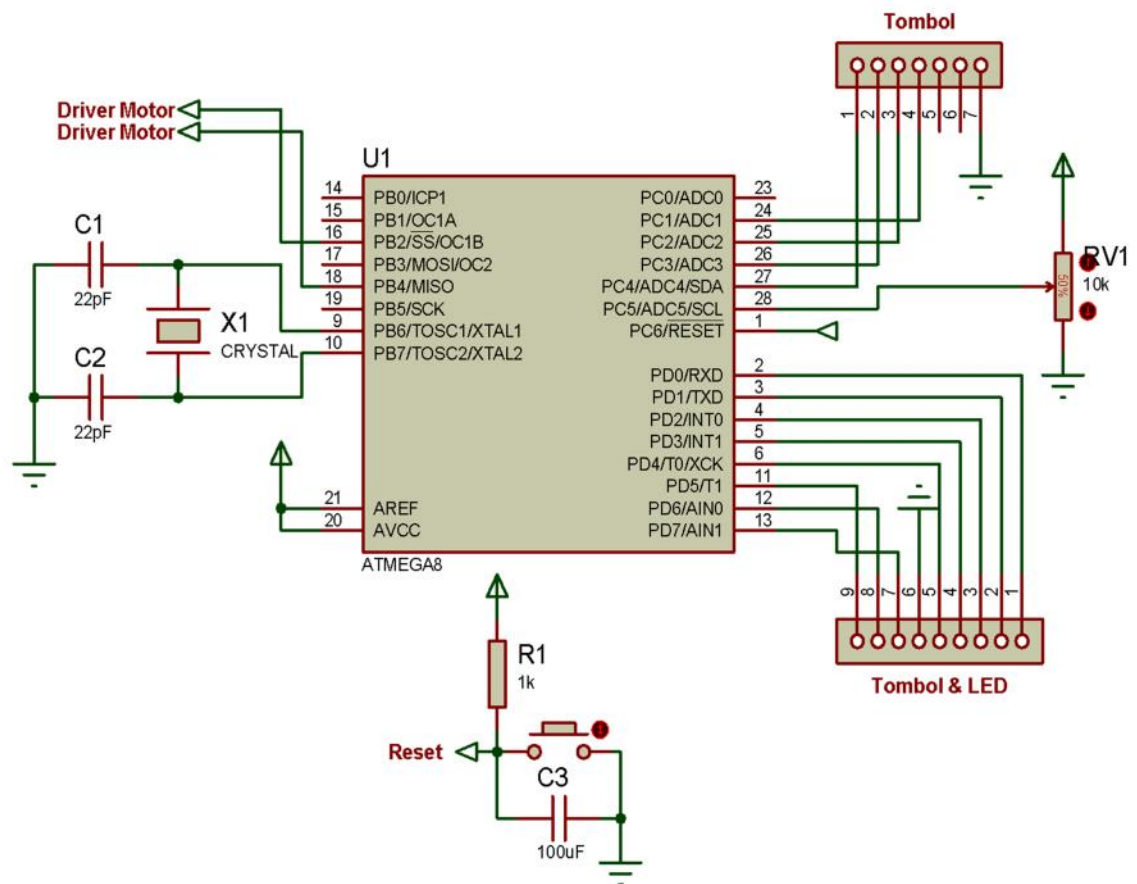 Tombol
1 2 3 4 5 6 7
Driver Motor
Driver Motor
U1
14 PB0/ICP1 PC0/ADC0 23
15 PB1/OC1A PC1/ADC1 24
16 PB2/SS/OC1B PC2/ADC2 25
17 PB3/MOSI/OC2 PC3/ADC3 26
18 PB4/MISO PC4/ADC4/SDA 27
19 PB5/SCK PC5/ADC5/SCL 28
9 PB6/TOSC1/XTAL1 PC6/RESET 1
10 PB7/TOSC2/XTAL2
PD0/RXD 2
PD1/TXD 3
PD2/INT0 4
PD3/INT1 5
PD4/T0/XCK 6
PD5/T1 11
21 AREF PD6/AIN0 12
20 AVCC PD7/AIN1 13
ATMEGA8
C1
22pF
X1
CRYSTAL
C2
22pF
RV1
10k
50%
9 8 7 6 5 4 3 2 1
Tombol & LED
R1
1k
Reset
C3
100uF